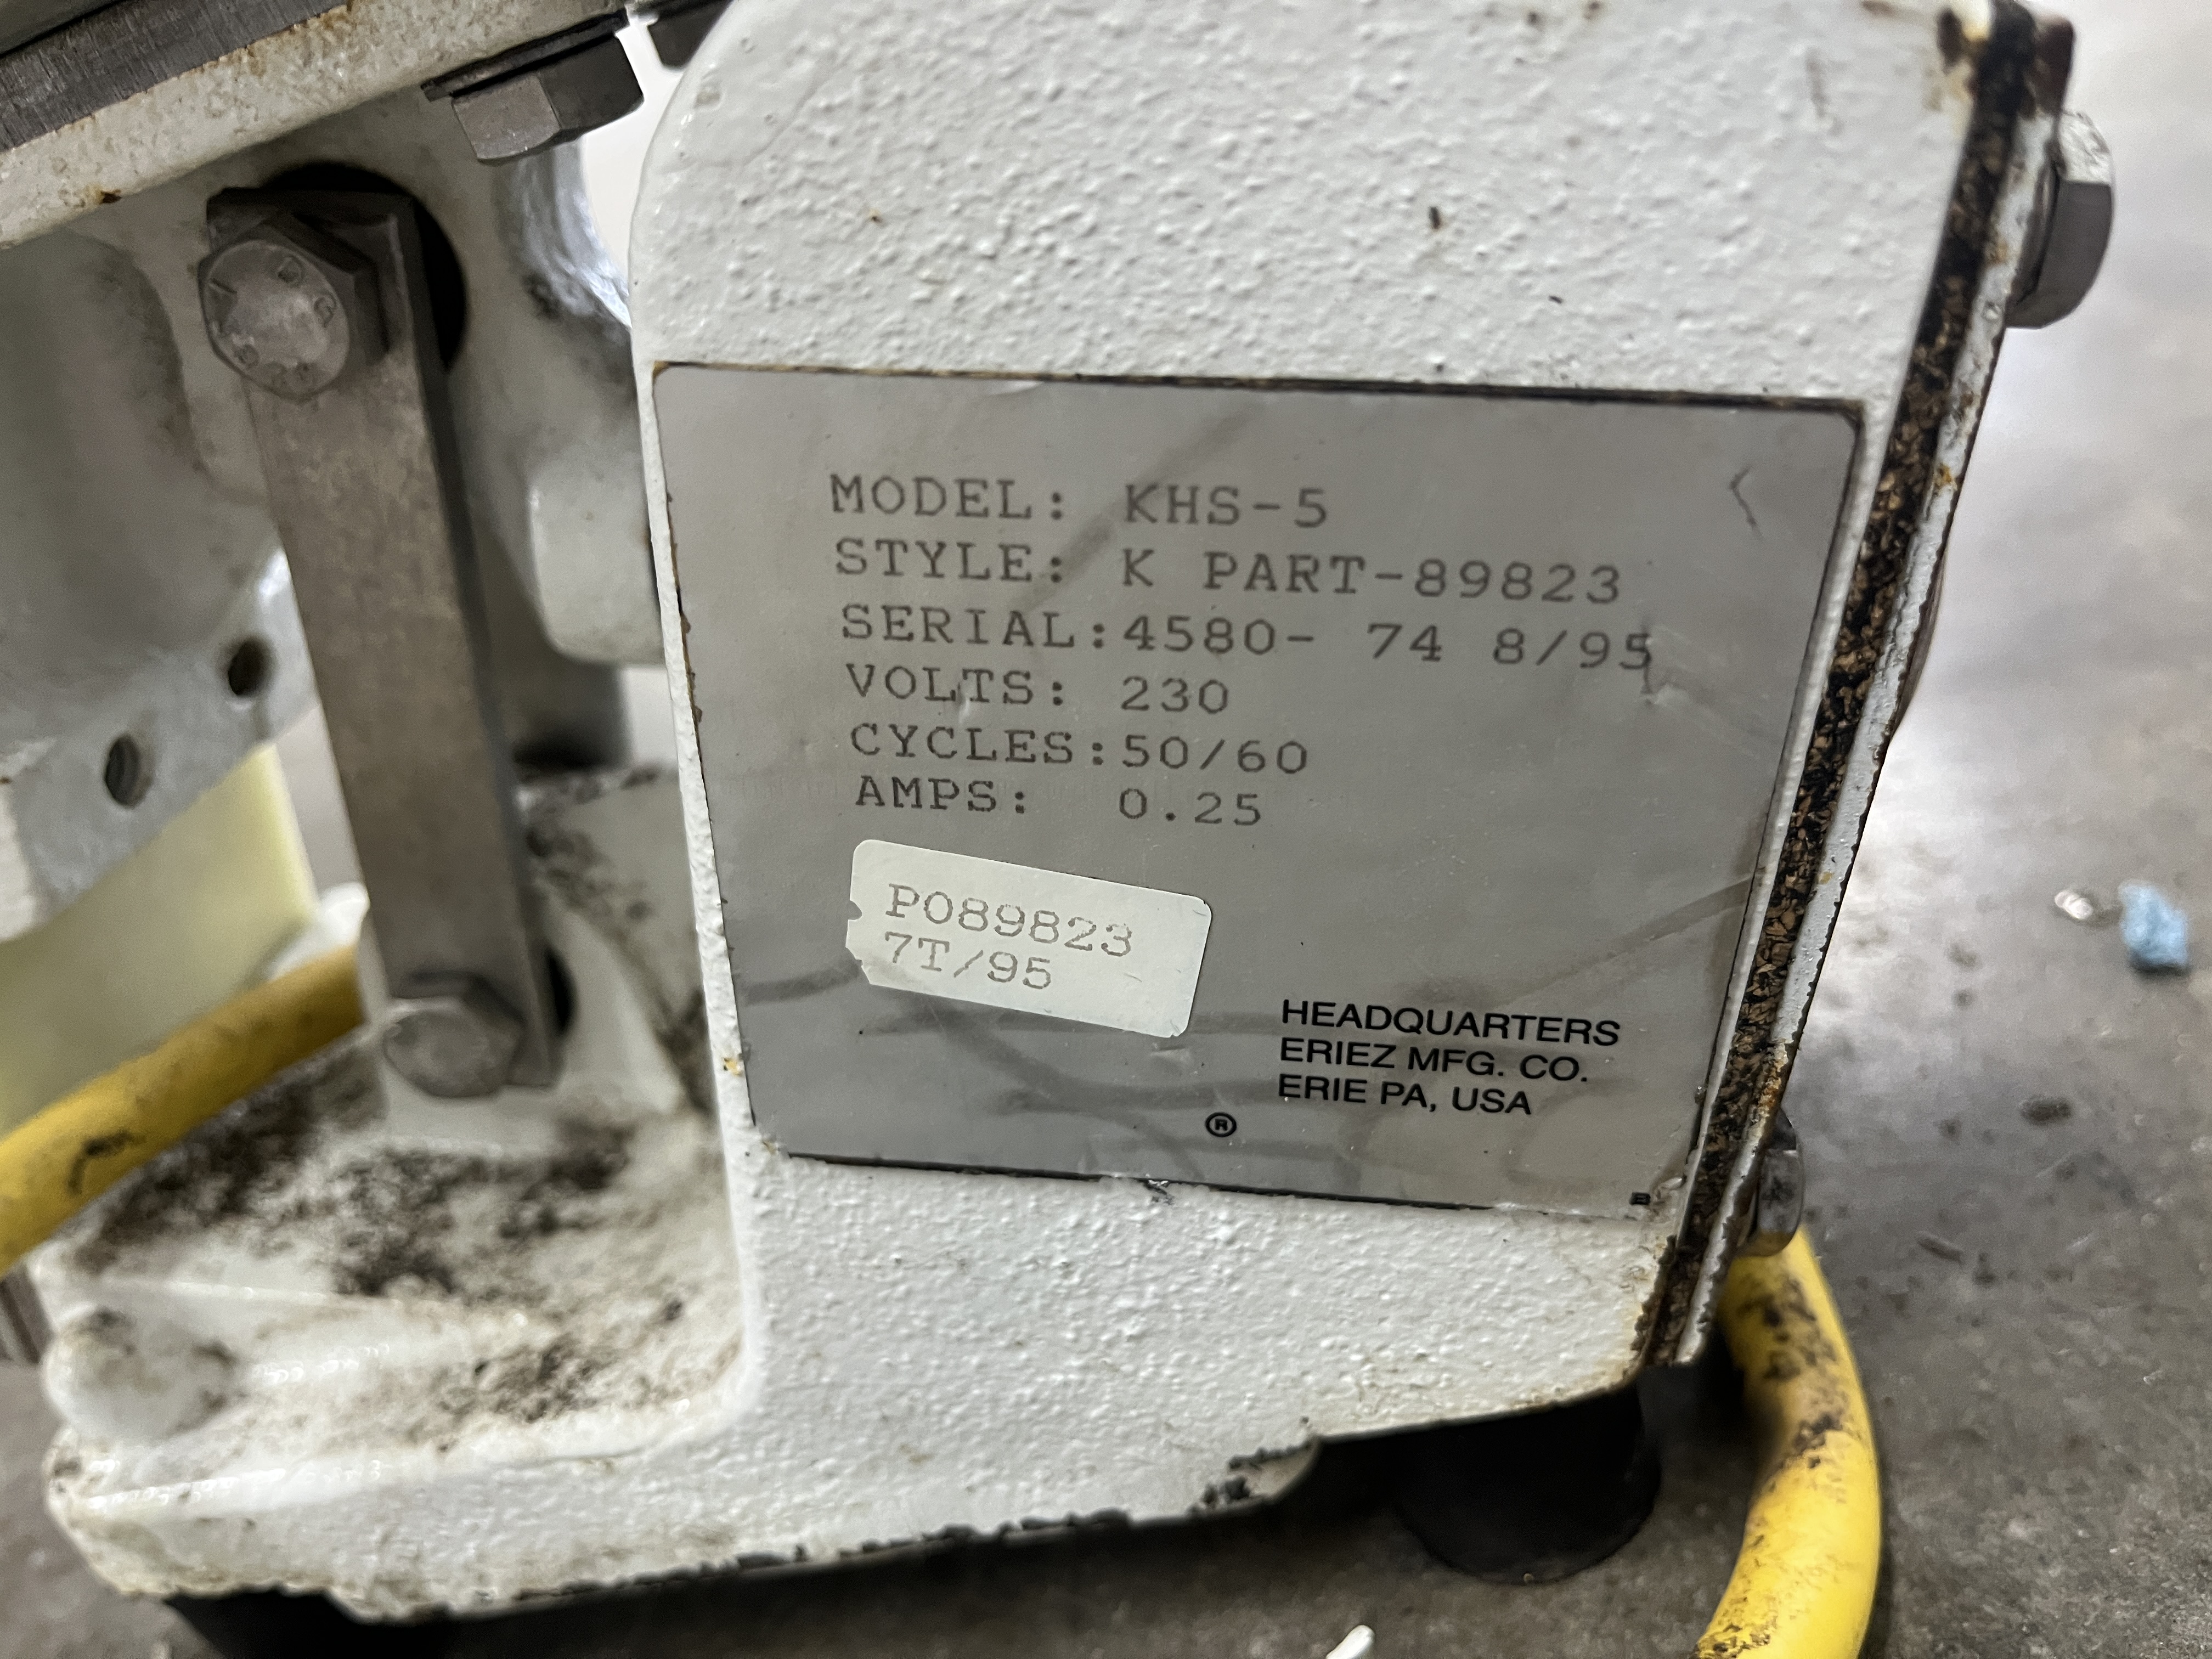 MODEL: KHS-5
STYLE: K PART-89823
SERIAL:4580- 74 8/95
VOLTS: 230
CYCLES:50/60
AMPS: 0.25
P089823
7T/95
HEADQUARTERS
ERIEZ MFG. CO.
ERIE PA, USA
®